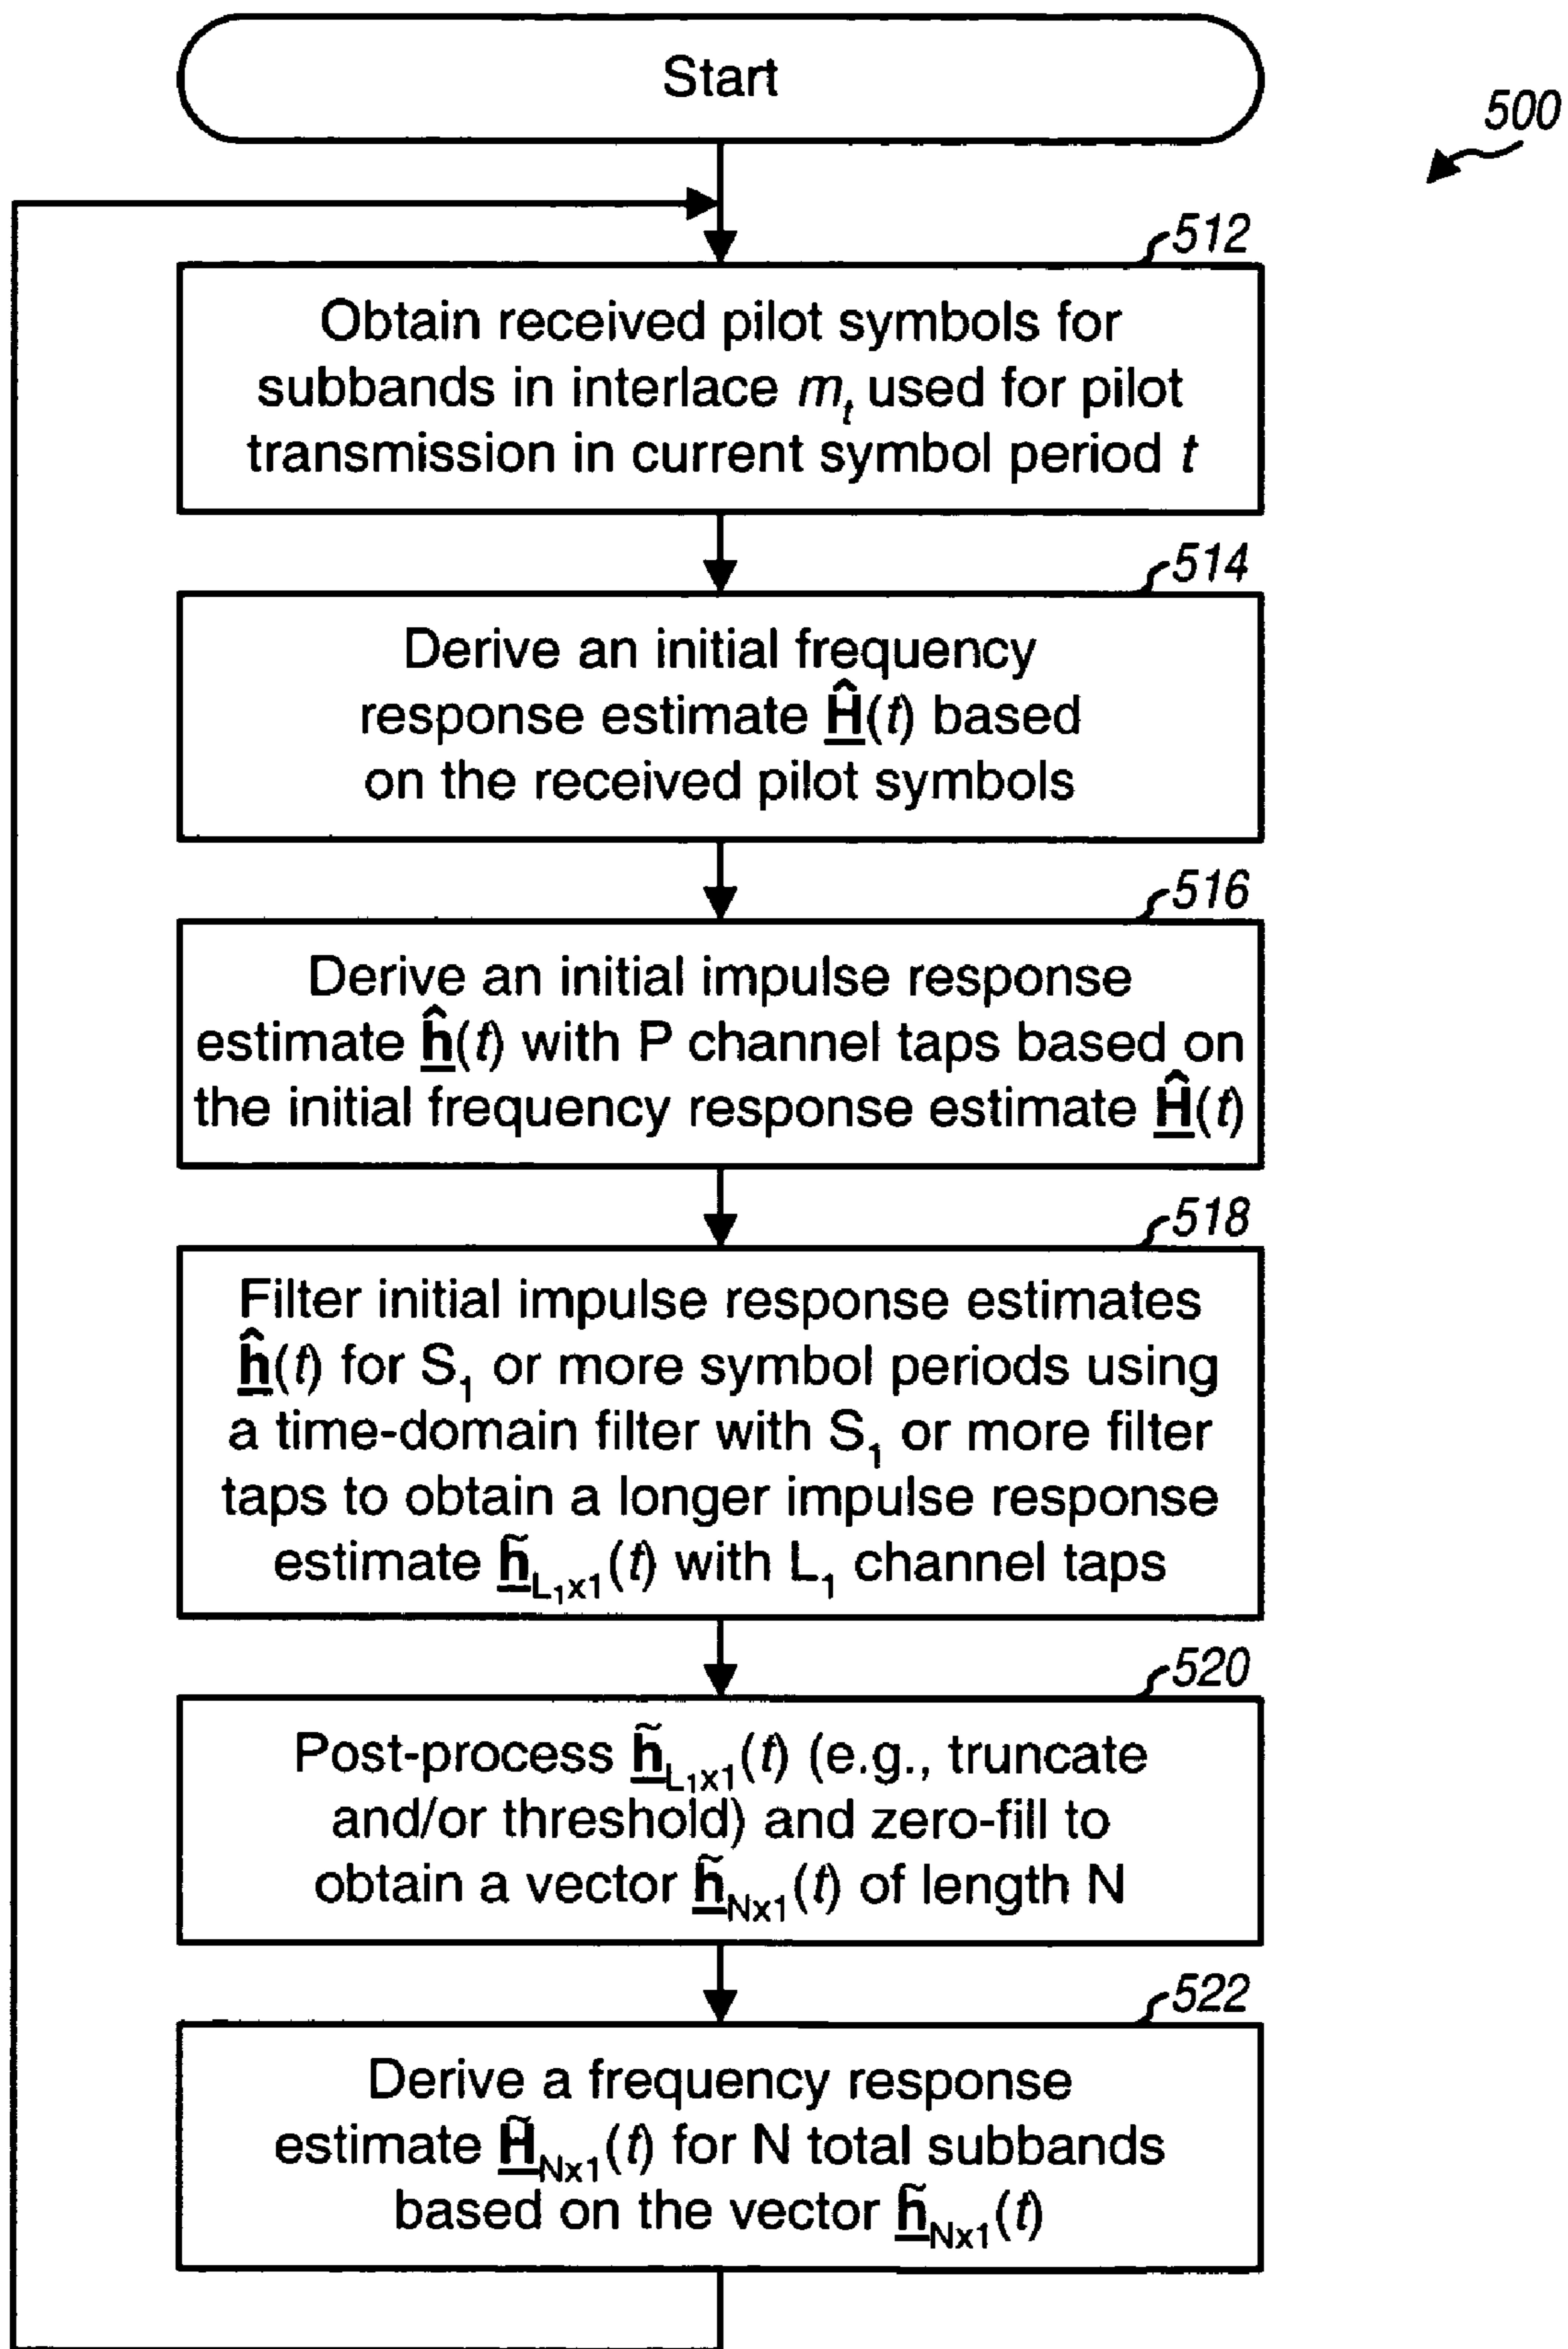 Start
500
512
Obtain received pilot symbols for
subbands in interlace mₜ used for pilot
transmission in current symbol period t
514
Derive an initial frequency
response estimate Ĥ(t) based
on the received pilot symbols
516
Derive an initial impulse response
estimate ĥ(t) with P channel taps based on
the initial frequency response estimate Ĥ(t)
518
Filter initial impulse response estimates
ĥ(t) for S₁ or more symbol periods using
a time-domain filter with S₁ or more filter
taps to obtain a longer impulse response
estimate h̃_L₁x1(t) with L₁ channel taps
520
Post-process h̃_L₁x1(t) (e.g., truncate
and/or threshold) and zero-fill to
obtain a vector h̃_Nx1(t) of length N
522
Derive a frequency response
estimate H̃_Nx1(t) for N total subbands
based on the vector h̃_Nx1(t)